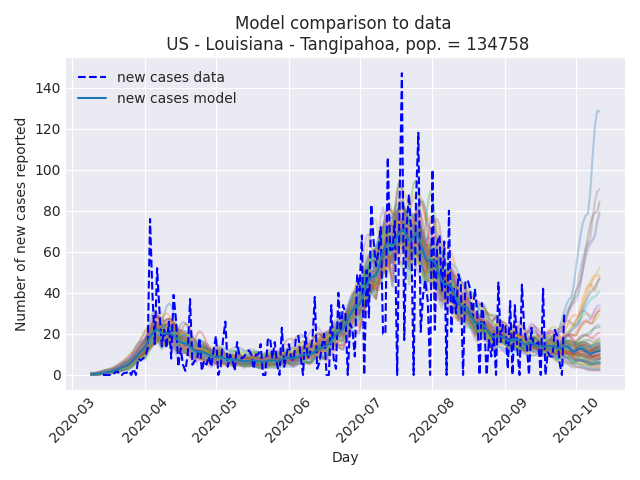 Model comparison to data
US - Louisiana - Tangipahoa, pop. = 134758
new cases data
new cases model
Number of new cases reported
140
120
100
80
60
40
20
0
2020-03
2020-04
2020-05
2020-06
2020-07
2020-08
2020-09
2020-10
Day